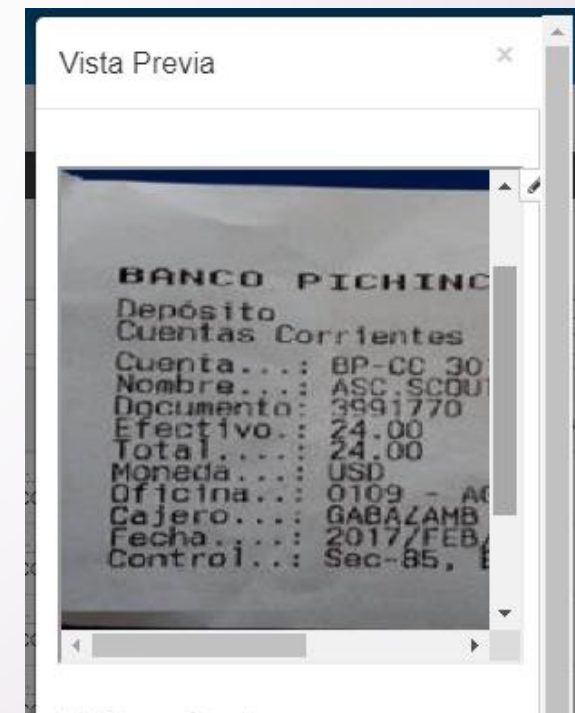 Vista Previa
BANCO PICHINC
Depósito
Cuentas Corrientes
Cuenta...: BP-CC 30
Nombre...: ASC.SCOU
Documento: 3991770
Efectivo.: 24.00
Total....: 24.00
Moneda...: USD
Oficina..: 0109 - AG
Cajero...: GABAZAMB
Fecha....: 2017/FEB/
Control..: Sec-85,